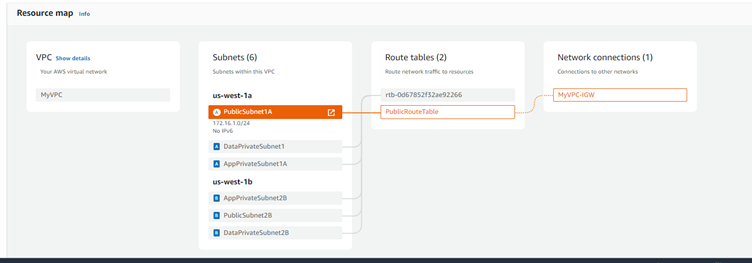 Resource map Info
VPC Show details
Your AWS virtual network
MyVPC
Subnets (6)
Subnets within this VPC
us-west-1a
A PublicSubnet1A
172.16.1.0/24
No IPv6
A DataPrivateSubnet1
A AppPrivateSubnet1A
us-west-1b
B AppPrivateSubnet2B
B PublicSubnet2B
B DataPrivateSubnet2B
Route tables (2)
Route network traffic to resources
rtb-0d67852f32ae92266
PublicRouteTable
Network connections (1)
Connections to other networks
MyVPC-IGW